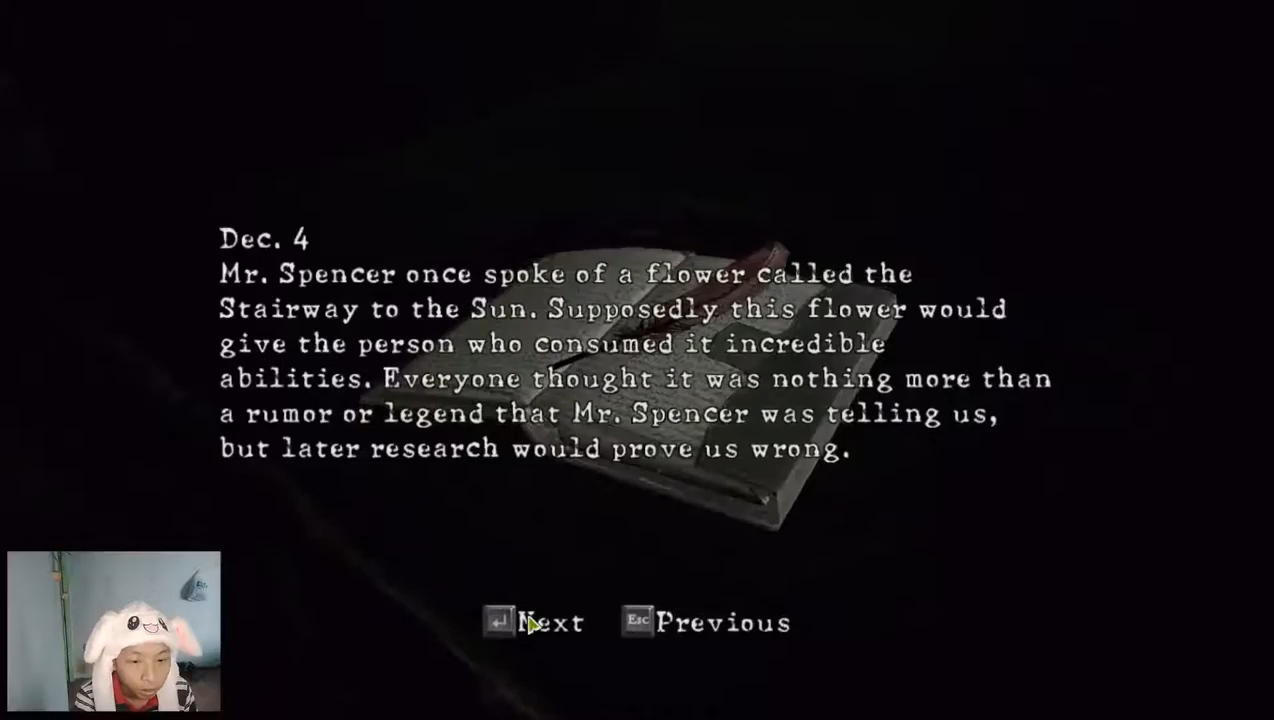 Dec. 4
Mr. Spencer once spoke of a flower called the
Stairway to the Sun. Supposedly this flower would
give the person who consumed it incredible
abilities. Everyone thought it was nothing more than
a rumor or legend that Mr. Spencer was telling us,
but later research would prove us wrong.
Next Esc Previous